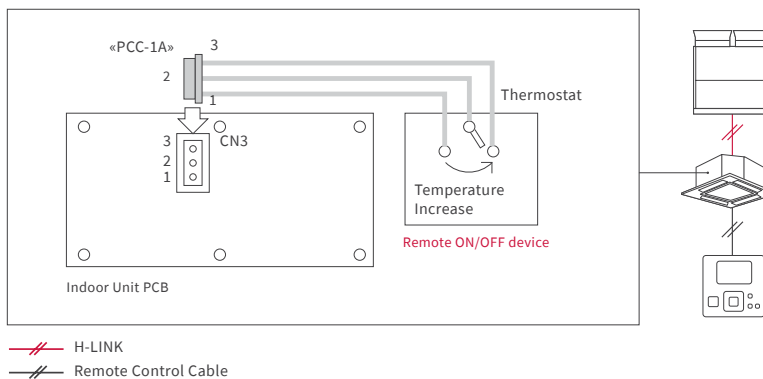 «PCC-1A»
3
2
1
Thermostat
3
2
1
CN3
Temperature
Increase
Remote ON/OFF device
Indoor Unit PCB
H-LINK
Remote Control Cable